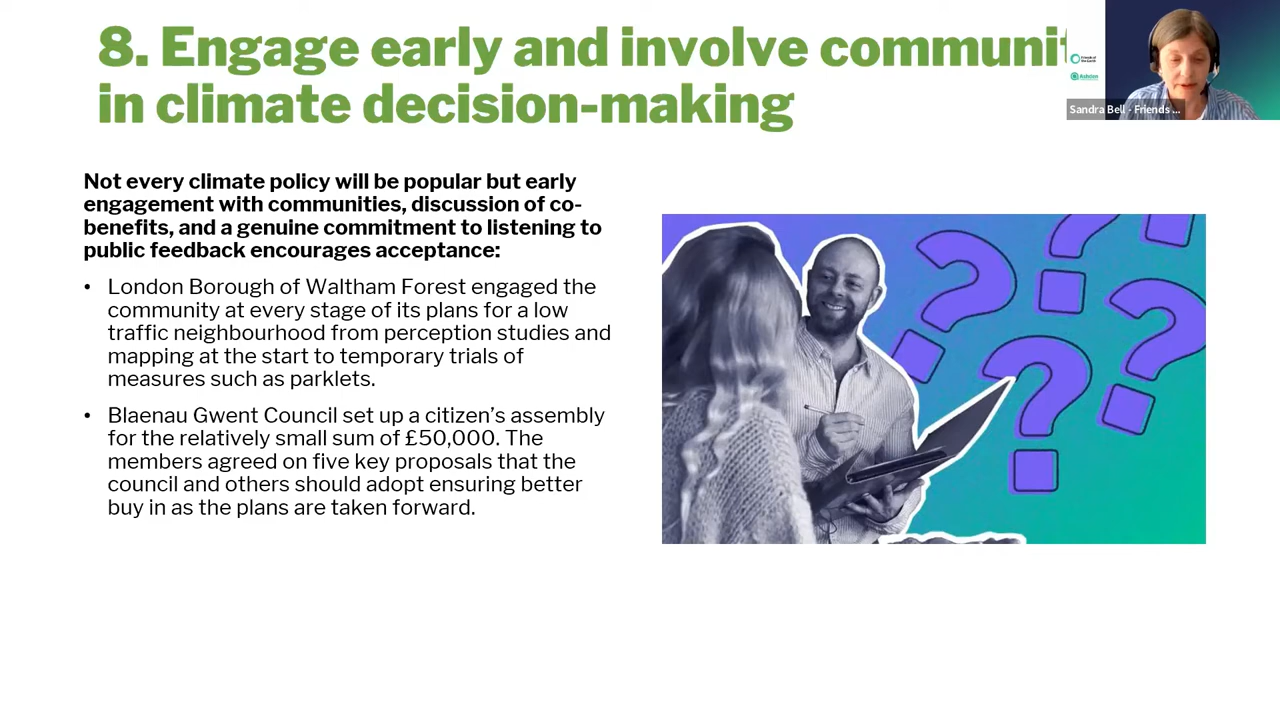 8. Engage early and involve communit
in climate decision-making
Friends of
the Earth
Ashden
Sandra Bell - Friends ...
Not every climate policy will be popular but early
engagement with communities, discussion of co-
benefits, and a genuine commitment to listening to
public feedback encourages acceptance:
• London Borough of Waltham Forest engaged the
community at every stage of its plans for a low
traffic neighbourhood from perception studies and
mapping at the start to temporary trials of
measures such as parklets.
• Blaenau Gwent Council set up a citizen’s assembly
for the relatively small sum of £50,000. The
members agreed on five key proposals that the
council and others should adopt ensuring better
buy in as the plans are taken forward.
? ? ? ? ?